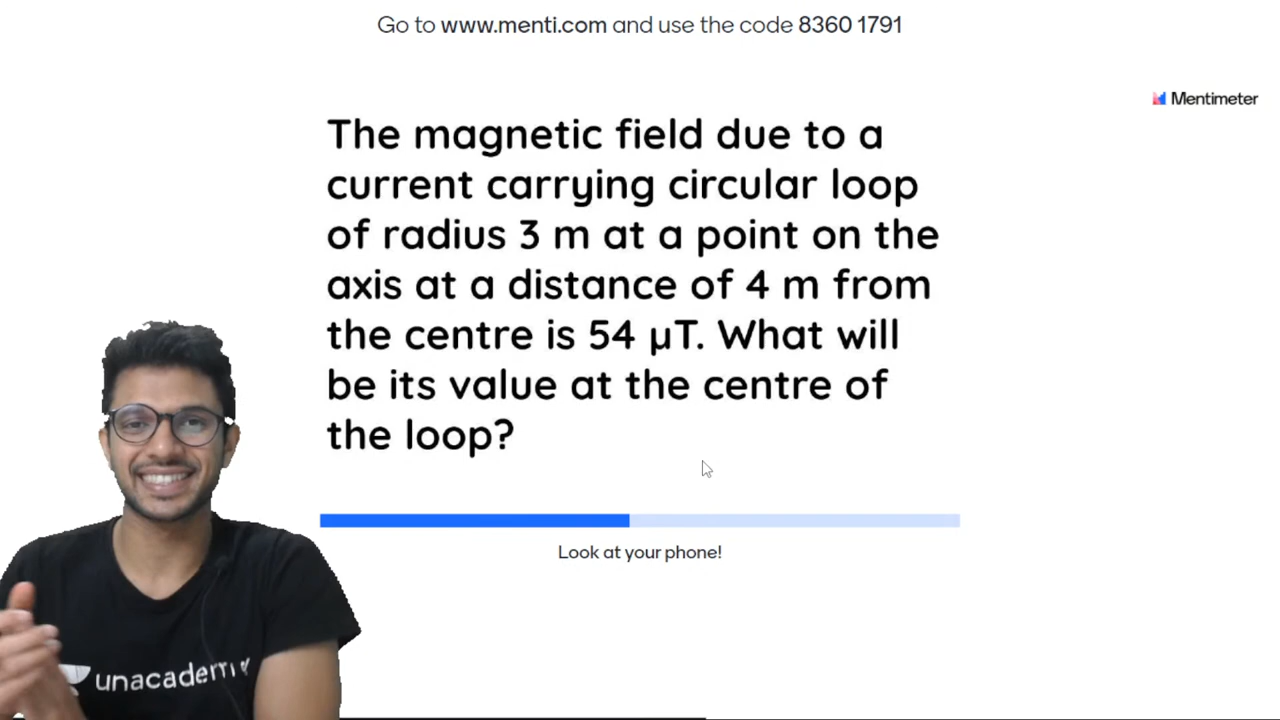 Go to www.menti.com and use the code 8360 1791
Mentimeter
The magnetic field due to a
current carrying circular loop
of radius 3 m at a point on the
axis at a distance of 4 m from
the centre is 54 µT. What will
be its value at the centre of
the loop?
Look at your phone!
unacademy